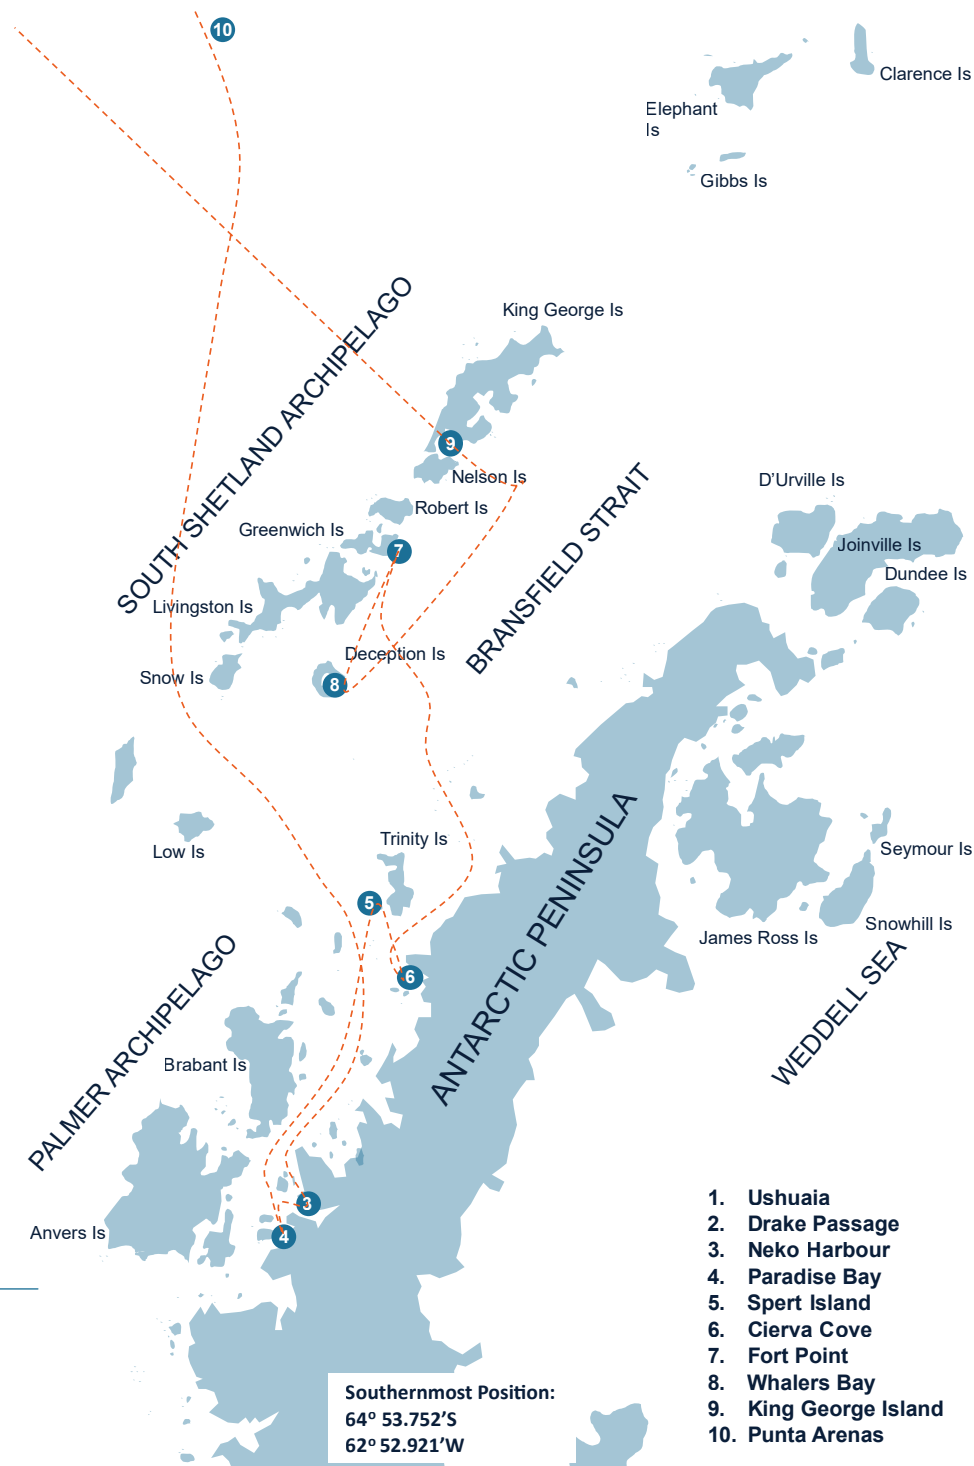 10
Clarence Is
Elephant
Is
Gibbs Is
King George Is
SOUTH SHETLAND ARCHIPELAGO
9
Nelson Is
D'Urville Is
Robert Is
Greenwich Is
7
Joinville Is
Dundee Is
BRANSFIELD STRAIT
Livingston Is
Deception Is
Snow Is
8
Trinity Is
Low Is
Seymour Is
5
Snowhill Is
James Ross Is
6
ANTARCTIC PENINSULA
WEDDELL SEA
PALMER ARCHIPELAGO
Brabant Is
3
Anvers Is
4
1. Ushuaia
2. Drake Passage
3. Neko Harbour
4. Paradise Bay
5. Spert Island
6. Cierva Cove
7. Fort Point
8. Whalers Bay
9. King George Island
10. Punta Arenas
Southernmost Position:
64º 53.752'S
62º 52.921'W